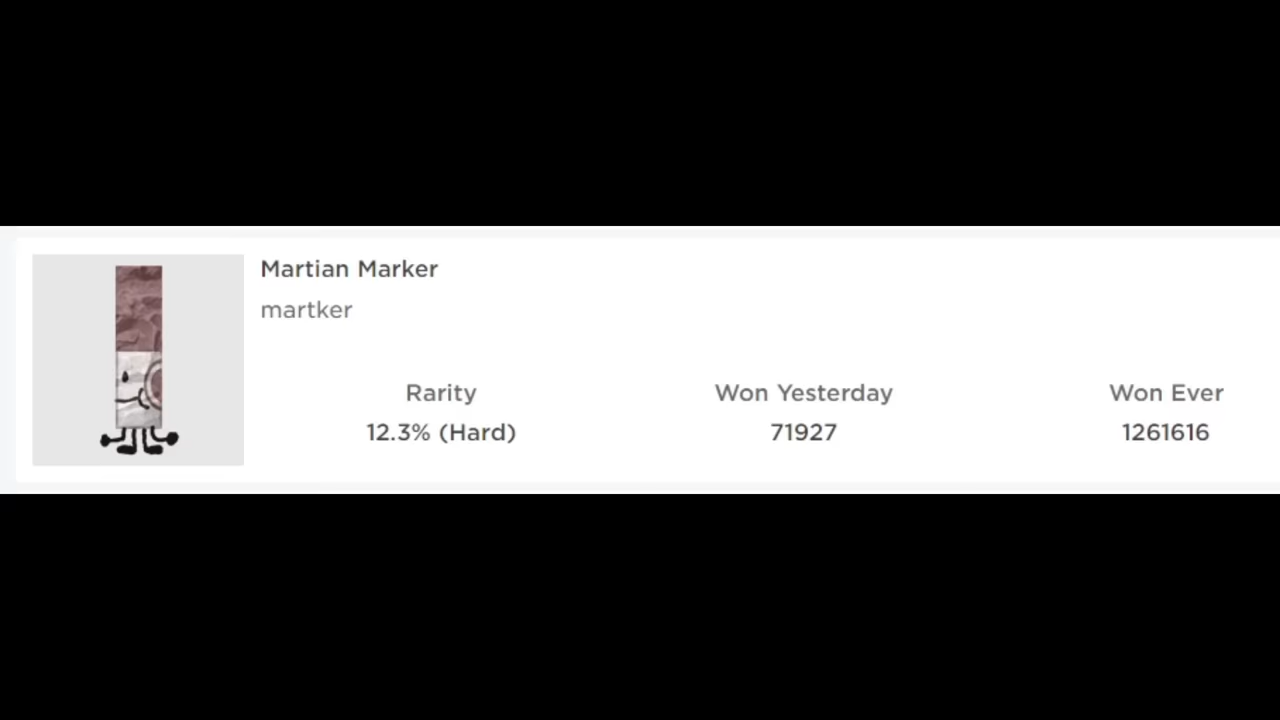 Martian Marker
martker
Rarity
Won Yesterday
Won Ever
12.3% (Hard)
71927
1261616